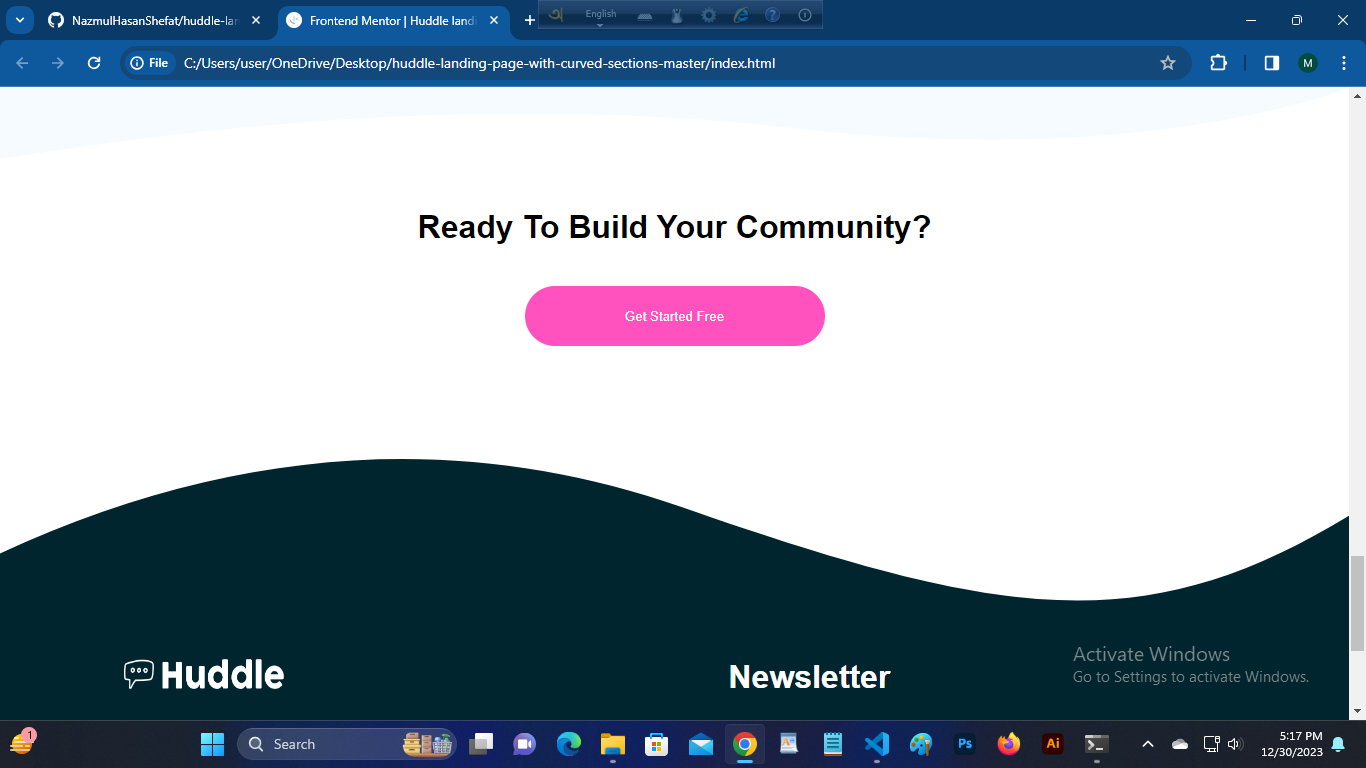 NazmulHasanShefat/huddle-lan
Frontend Mentor | Huddle landi
English
File
C:/Users/user/OneDrive/Desktop/huddle-landing-page-with-curved-sections-master/index.html
M
Ready To Build Your Community?
Get Started Free
Huddle
Newsletter
Activate Windows
Go to Settings to activate Windows.
1
Search
Ps
Ai
5:17 PM
12/30/2023